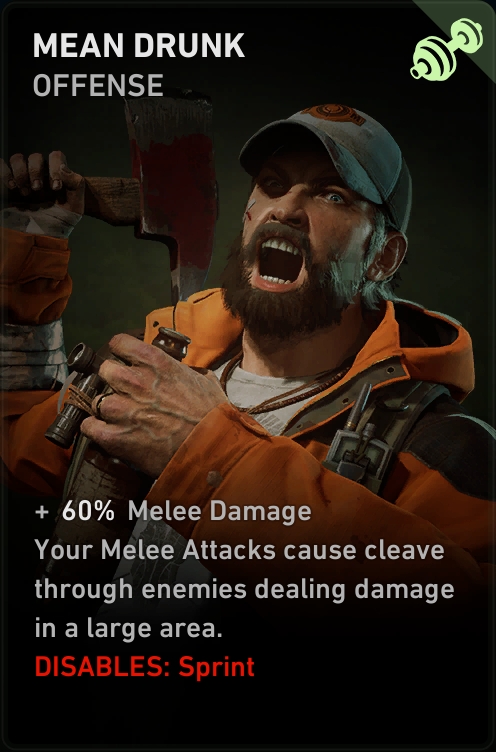 MEAN DRUNK
OFFENSE
+ 60% Melee Damage
Your Melee Attacks cause cleave
through enemies dealing damage
in a large area.
DISABLES: Sprint